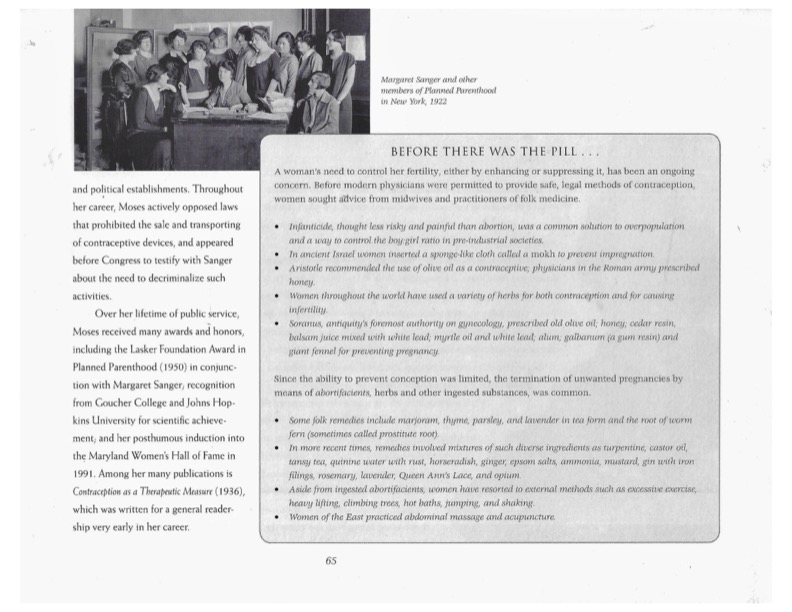 Margaret Sanger and other
members of Planned Parenthood
in New York, 1922
and political establishments. Throughout
her career, Moses actively opposed laws
that prohibited the sale and transporting
of contraceptive devices, and appeared
before Congress to testify with Sanger
about the need to decriminalize such
activities.
Over her lifetime of public service,
Moses received many awards and honors,
including the Lasker Foundation Award in
Planned Parenthood (1950) in conjunc-
tion with Margaret Sanger, recognition
from Goucher College and Johns Hop-
kins University for scientific achieve-
ment, and her posthumous induction into
the Maryland Women's Hall of Fame in
1991. Among her many publications is
Contraception as a Therapeutic Measure (1936),
which was written for a general reader-
ship very early in her career.
BEFORE THERE WAS THE PILL . . .
A woman's need to control her fertility, either by enhancing or suppressing it, has been an ongoing
concern. Before modern physicians were permitted to provide safe, legal methods of contraception,
women sought advice from midwives and practitioners of folk medicine.
• Infanticide, thought less risky and painful than abortion, was a common solution to overpopulation
and a way to control the boy:girl ratio in pre-industrial societies.
• In ancient Israel women inserted a sponge-like cloth called a mokh to prevent impregnation.
• Aristotle recommended the use of olive oil as a contraceptive; physicians in the Roman army prescribed
honey.
• Women throughout the world have used a variety of herbs for both contraception and for causing
infertility.
• Soranus, antiquity's foremost authority on gynecology, prescribed old olive oil; honey; cedar resin,
balsam juice mixed with white lead; myrtle oil and white lead; alum, galbanum (a gum resin) and
giant fennel for preventing pregnancy.
Since the ability to prevent conception was limited, the termination of unwanted pregnancies by
means of abortifacients, herbs and other ingested substances, was common.
• Some folk remedies include marjoram, thyme, parsley, and lavender in tea form and the root of worm
fern (sometimes called prostitute root).
• In more recent times, remedies involved mixtures of such diverse ingredients as turpentine, castor oil,
tansy tea, quinine water with rust, horseradish, ginger, epsom salts, ammonia, mustard, gin with iron
filings, rosemary, lavender, Queen Ann's Lace, and opium.
• Aside from ingested abortifacients, women have resorted to external methods such as excessive exercise,
heavy lifting, climbing trees, hot baths, jumping, and shaking.
• Women of the East practiced abdominal massage and acupuncture.
65